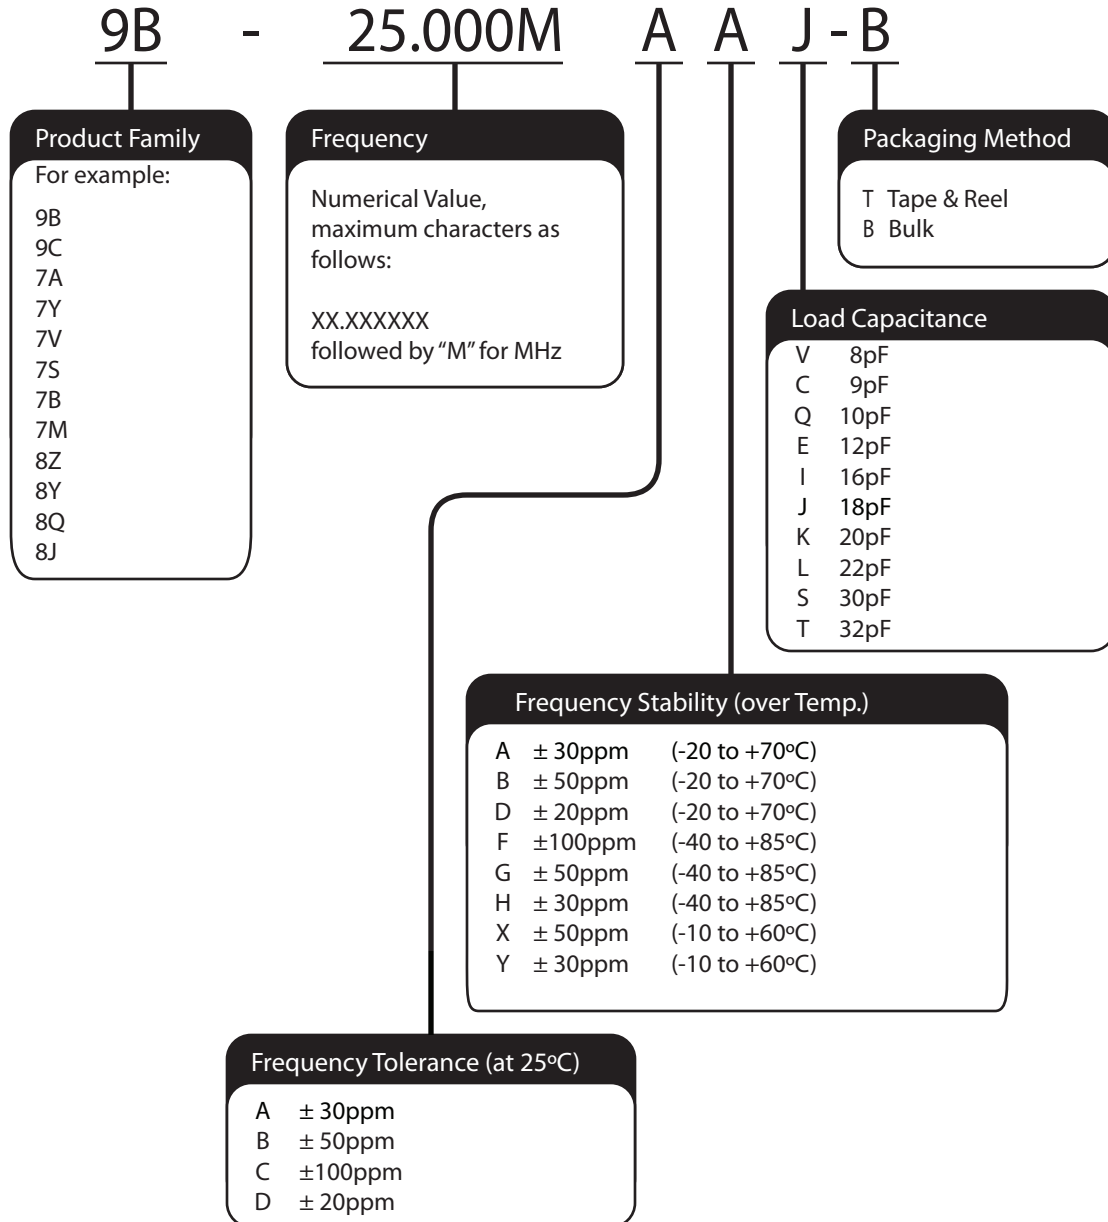 9B - 25.000M A A J - B
Product Family
For example:
9B
9C
7A
7Y
7V
7S
7B
7M
8Z
8Y
8Q
8J
Frequency
Numerical Value,
maximum characters as
follows:
XX.XXXXXX
followed by “M” for MHz
Packaging Method
T Tape & Reel
B Bulk
Load Capacitance
V 8pF
C 9pF
Q 10pF
E 12pF
I 16pF
J 18pF
K 20pF
L 22pF
S 30pF
T 32pF
Frequency Stability (over Temp.)
A ± 30ppm (-20 to +70ºC)
B ± 50ppm (-20 to +70ºC)
D ± 20ppm (-20 to +70ºC)
F ±100ppm (-40 to +85ºC)
G ± 50ppm (-40 to +85ºC)
H ± 30ppm (-40 to +85ºC)
X ± 50ppm (-10 to +60ºC)
Y ± 30ppm (-10 to +60ºC)
Frequency Tolerance (at 25ºC)
A ± 30ppm
B ± 50ppm
C ±100ppm
D ± 20ppm